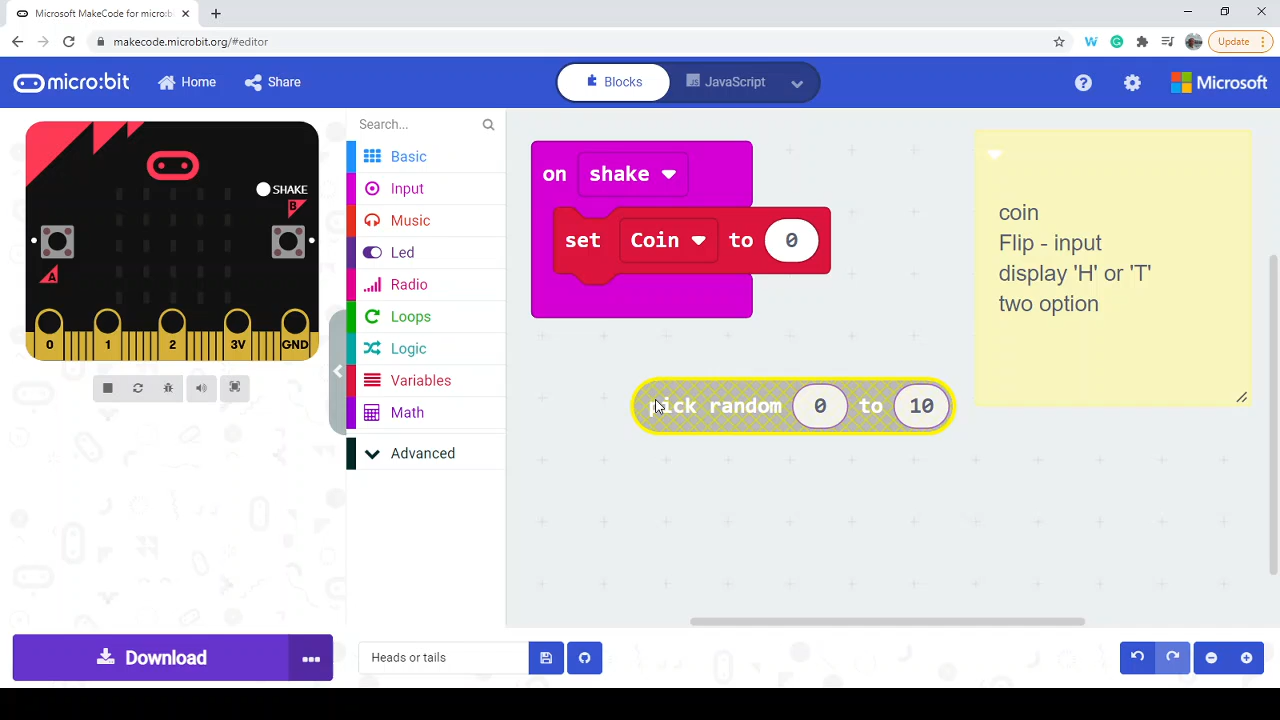 Microsoft MakeCode for micro:b
makecode.microbit.org/#editor
Update
micro:bit
Home
Share
Blocks
JS
JavaScript
?
Microsoft
SHAKE
B
A
0
1
2
3V
GND
Search...
Basic
Input
Music
Led
Radio
Loops
Logic
Variables
Math
Advanced
on shake
set Coin to 0
pick random 0 to 10
coin
Flip - input
display 'H' or 'T'
two option
Download
...
Heads or tails